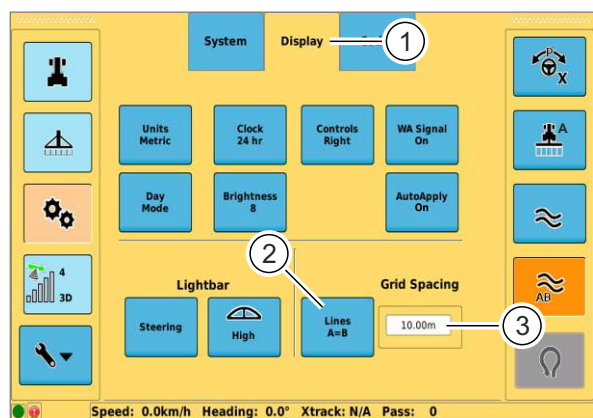 System
Display
1
P
X
Units
Metric
Clock
24 hr
Controls
Right
WA Signal
On
A
Day
Mode
Brightness
8
AutoApply
On
2
4
3D
Lightbar
Grid Spacing
Steering
High
Lines
A=B
10.00m
3
AB
Speed: 0.0km/h Heading: 0.0° Xtrack: N/A Pass: 0